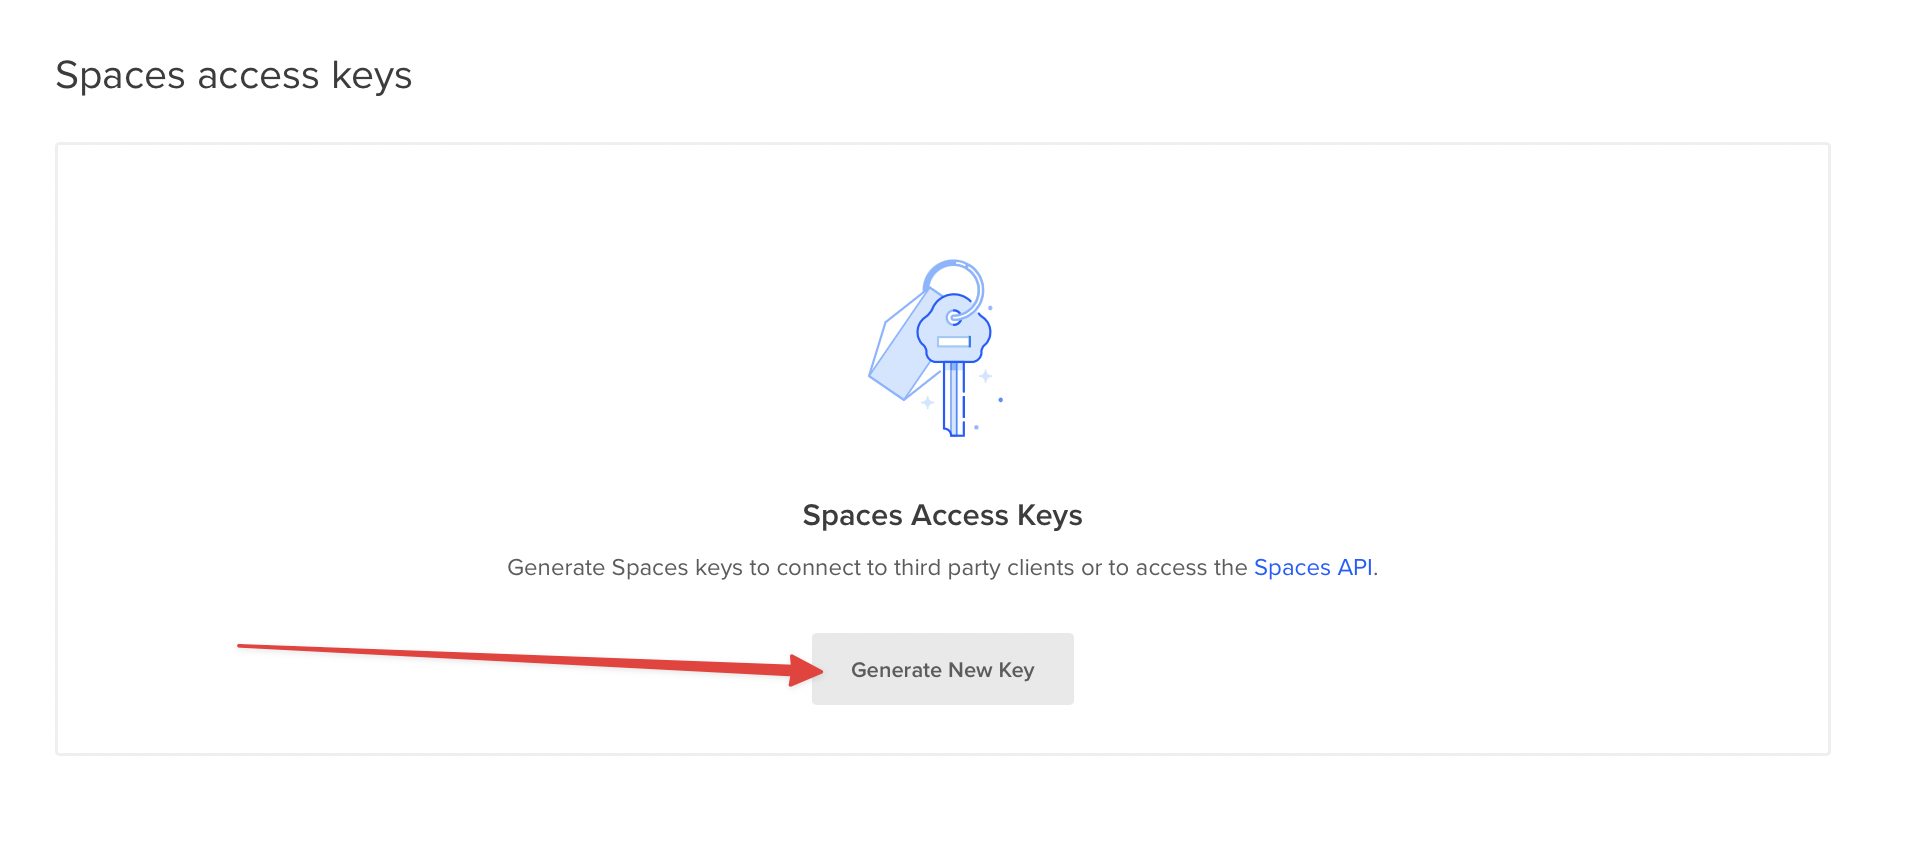 Spaces access keys
Spaces Access Keys
Generate Spaces keys to connect to third party clients or to access the Spaces API.
Generate New Key